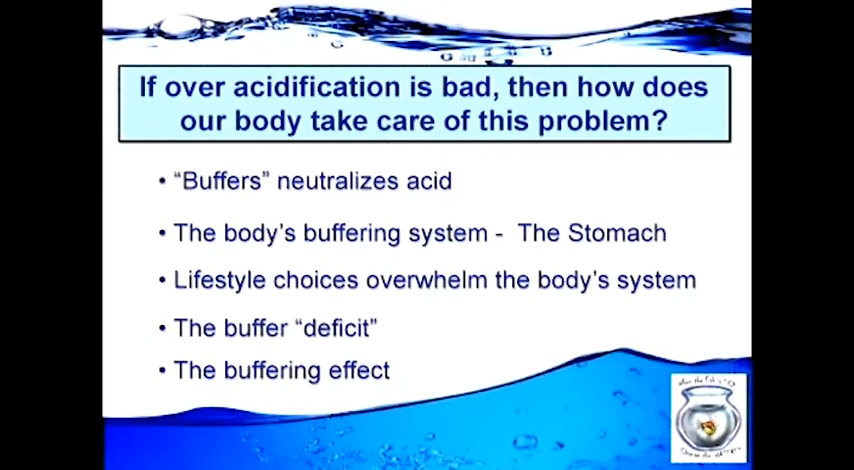 If over acidification is bad, then how does
our body take care of this problem?
• “Buffers” neutralizes acid
• The body's buffering system - The Stomach
• Lifestyle choices overwhelm the body's system
• The buffer “deficit”
• The buffering effect